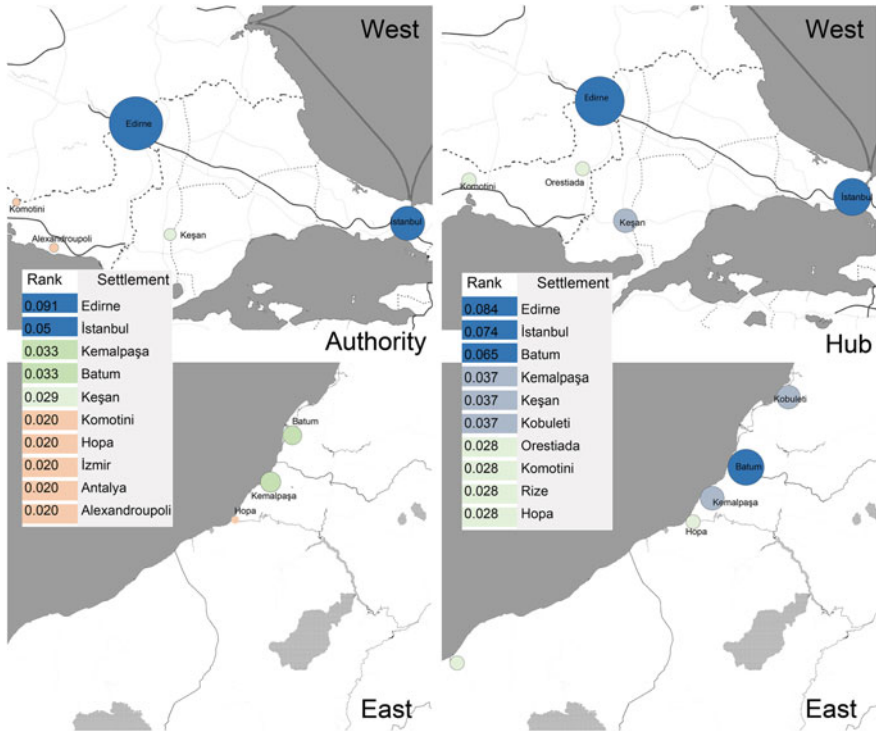 West
Edirne
Komotini
Alexandroupoli
Keşan
İstanbul
Rank Settlement
0.091 Edirne
0.05 İstanbul
0.033 Kemalpaşa
0.033 Batum
0.029 Keşan
0.020 Komotini
0.020 Hopa
0.020 İzmir
0.020 Antalya
0.020 Alexandroupoli
Authority
Batum
Kemalpaşa
Hopa
East
West
Edirne
Orestiada
Komotini
Keşan
İstanbul
Rank Settlement
0.084 Edirne
0.074 İstanbul
0.065 Batum
0.037 Kemalpaşa
0.037 Keşan
0.037 Kobuleti
0.028 Orestiada
0.028 Komotini
0.028 Rize
0.028 Hopa
Hub
Kobuleti
Batum
Kemalpaşa
Hopa
East